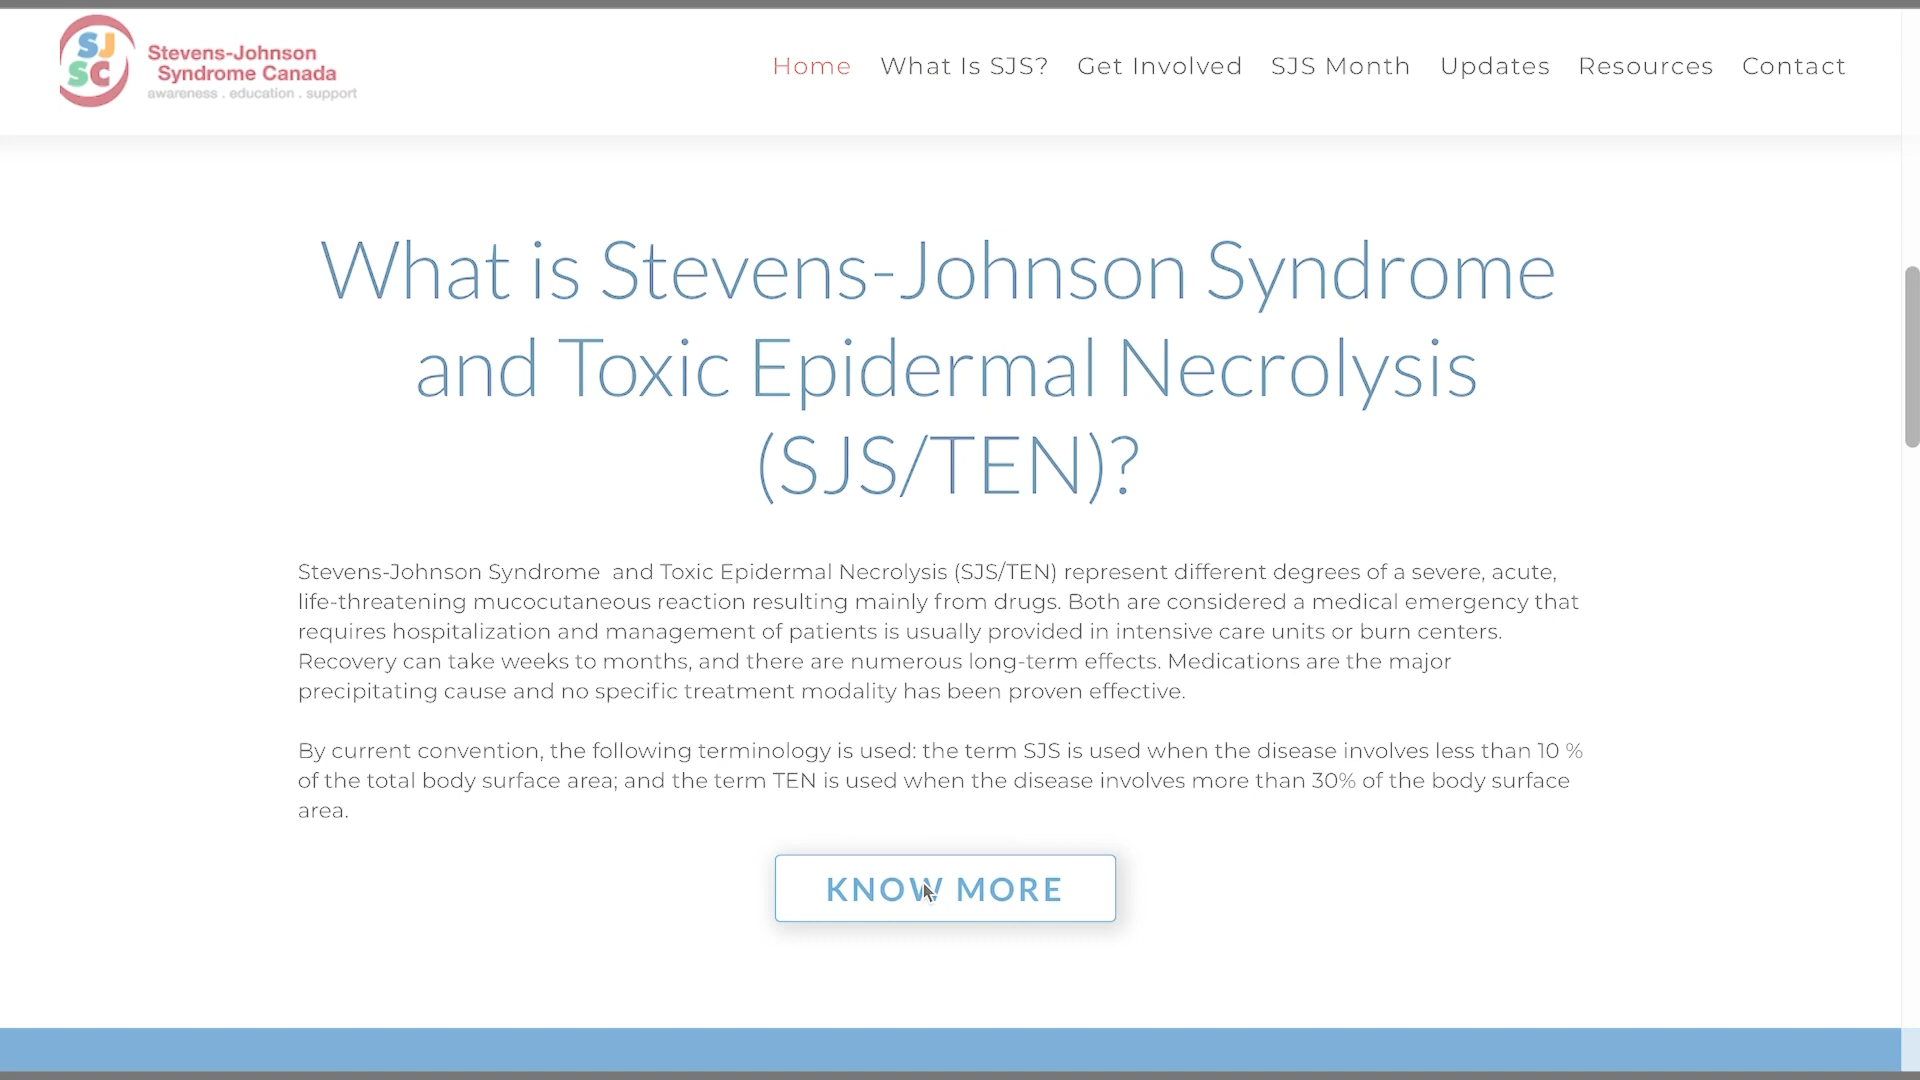 SJSC
Stevens-Johnson
Syndrome Canada
awareness . education . support
Home What Is SJS? Get Involved SJS Month Updates Resources Contact
What is Stevens-Johnson Syndrome
and Toxic Epidermal Necrolysis
(SJS/TEN)?
Stevens-Johnson Syndrome  and Toxic Epidermal Necrolysis (SJS/TEN) represent different degrees of a severe, acute,
life-threatening mucocutaneous reaction resulting mainly from drugs. Both are considered a medical emergency that
requires hospitalization and management of patients is usually provided in intensive care units or burn centers.
Recovery can take weeks to months, and there are numerous long-term effects. Medications are the major
precipitating cause and no specific treatment modality has been proven effective.
By current convention, the following terminology is used: the term SJS is used when the disease involves less than 10 %
of the total body surface area; and the term TEN is used when the disease involves more than 30% of the body surface
area.
KNOW MORE